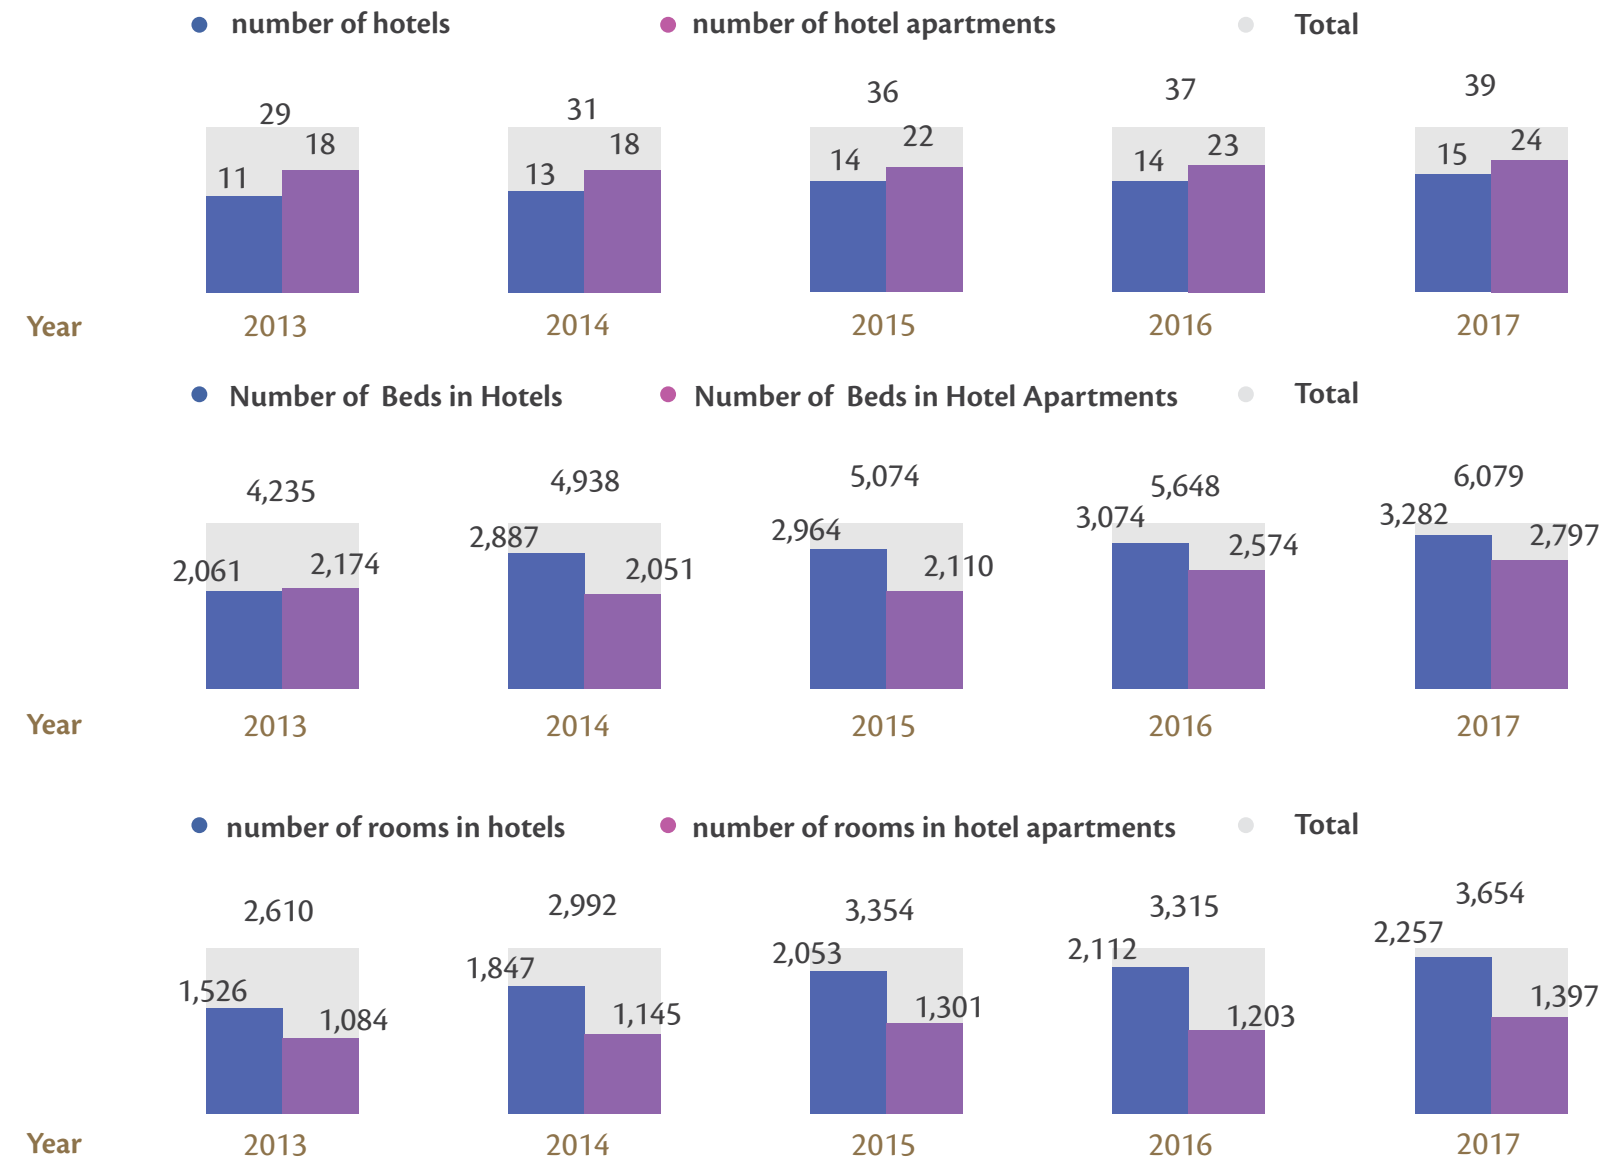 number of hotels number of hotel apartments Total
29 31 36 37 39
11 18 13 18 14 22 14 23 15 24
Year 2013 2014 2015 2016 2017
Number of Beds in Hotels Number of Beds in Hotel Apartments Total
4,235 4,938 5,074 5,648 6,079
2,061 2,174 2,887 2,051 2,964 2,110 3,074 2,574 3,282 2,797
Year 2013 2014 2015 2016 2017
number of rooms in hotels number of rooms in hotel apartments Total
2,610 2,992 3,354 3,315 3,654
1,526 1,084 1,847 1,145 2,053 1,301 2,112 1,203 2,257 1,397
Year 2013 2014 2015 2016 2017